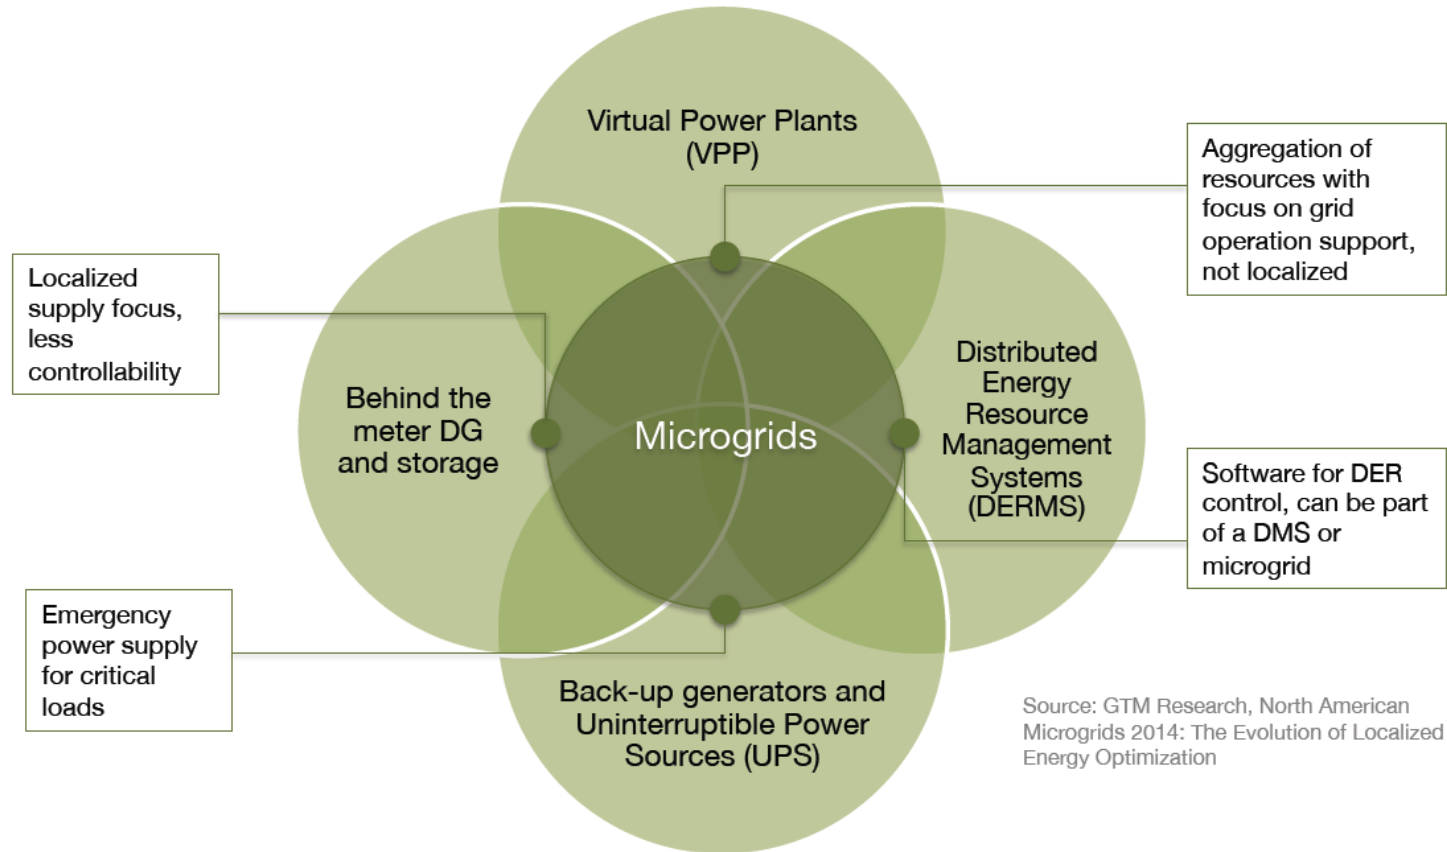 Virtual Power Plants
(VPP)
Aggregation of
resources with
focus on grid
operation support,
not localized
Localized
supply focus,
less
controllability
Behind the
meter DG
and storage
Microgrids
Distributed
Energy
Resource
Management
Systems
(DERMS)
Software for DER
control, can be part
of a DMS or
microgrid
Emergency
power supply
for critical
loads
Back-up generators and
Uninterruptible Power
Sources (UPS)
Source: GTM Research, North American
Microgrids 2014: The Evolution of Localized
Energy Optimization